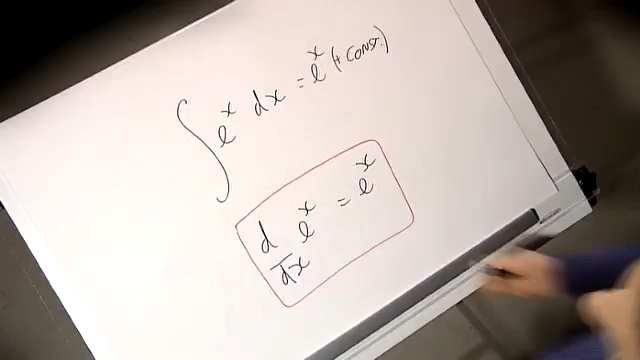 ∫ e^x dx = e^x (+ CONST.)
d/dx e^x = e^x